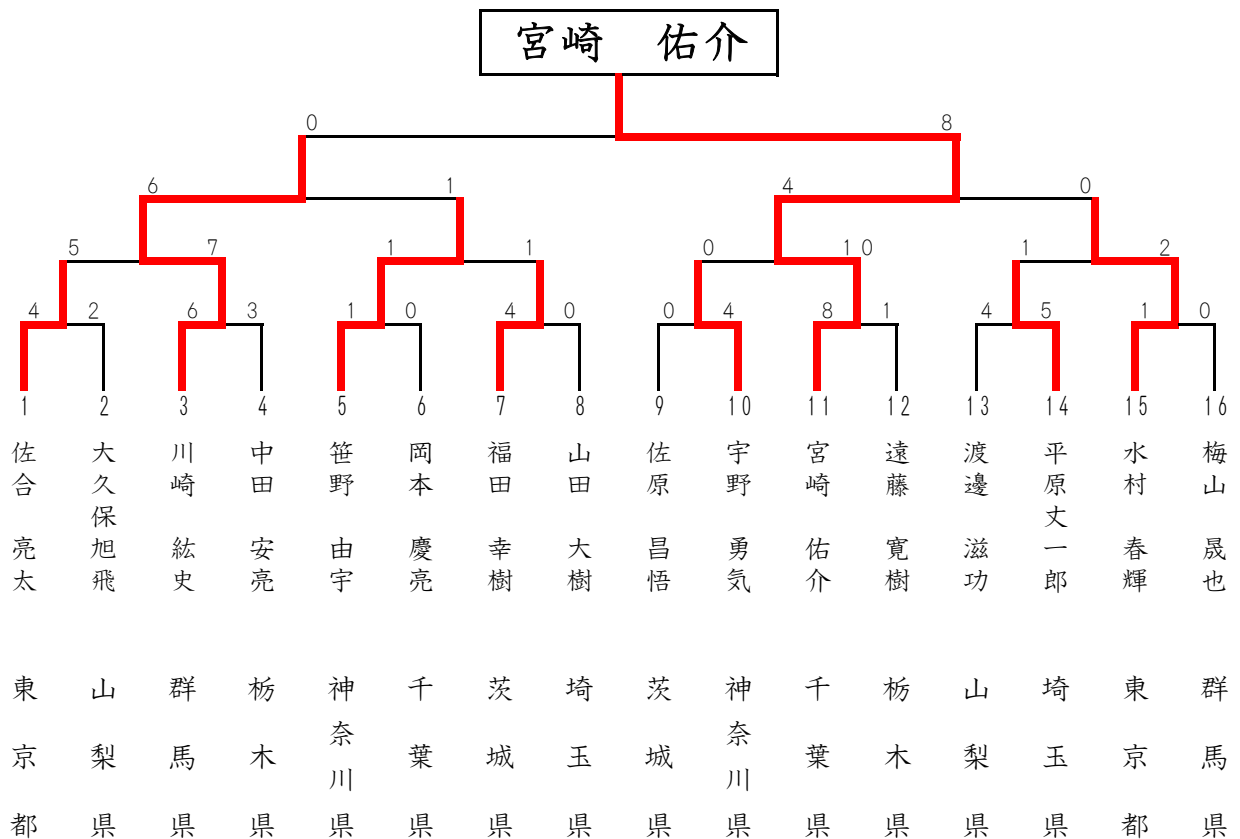 宮崎　佑介
0 8
6 1 4 0
5 7 1 1 0 10 1 2
4 2 6 3 1 0 4 0 0 4 8 1 4 5 1 0
1 2 3 4 5 6 7 8 9 10 11 12 13 14 15 16
佐合　亮太
大久保旭飛
川崎　紘史
中田　安亮
笹野　由宇
岡本　慶亮
福田　幸樹
山田　大樹
佐原　昌悟
宇野　勇気
宮崎　佑介
遠藤　寛樹
渡邊　滋功
平原丈一郎
水村　春輝
梅山　晟也
東京都
山梨県
群馬県
栃木県
神奈川県
千葉県
茨城県
埼玉県
茨城県
神奈川県
千葉県
栃木県
山梨県
埼玉県
東京都
群馬県